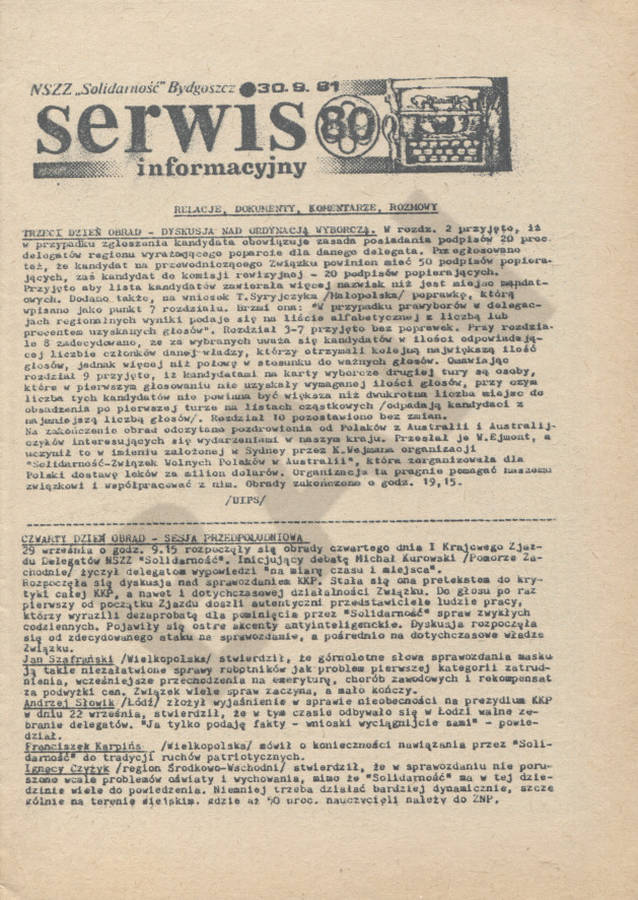 NSZZ „Solidarność" Bydgoszcz 30.9.81
serwis 80
informacyjny
RELACJE, DOKUMENTY, KOMENTARZE, ROZMOWY
TRZECI DZIEŃ OBRAD - DYSKUSJA NAD ORDYNACJĄ WYBORCZĄ. W rozdz. 2 przyjęto, iż
w przypadku zgłoszenia kandydata obowiązuje zasada posiadania podpisów 20 proc.
delegatów regionu wyrażającego poparcie dla danego delegata. Przegłosowano
też, że kandydat na przewodniczącego Związku powinien mieć 50 podpisów popiera-
jących, zaś kandydat do komisji rewizyjnej - 20 podpisów popierających.
Przyjęto aby lista kandydatów zawierała więcej nazwisk niż jest miejsc mandat-
owych. Dodano także, na wniosek T.Syryjczyka /Małopolska/ poprawkę, którą
wpisano jako punkt 7 rozdziału. Brzmi ona: "W przypadku prawyborów w delegac-
jach regionalnych wyniki podaje się na liście alfabetycznej z liczbą lub
procentem uzyskanych głosów". Rozdział 3-7 przyjęto bez poprawek. Przy rozdzia-
le 8 zadecydowano, że za wybranych uważa się kandydatów w ilości odpowiadają-
cej liczbie członków danej władzy, którzy otrzymali kolejną największą ilość
głosów, jednak więcej niż połowę w stosunku do ważnych głosów. Omawiając
rozdział 9 przyjęto, iż kandydatami na karty wyborcze drugiej tury są osoby,
które w pierwszym głosowaniu nie uzyskały wymaganej ilości głosów, przy czym
liczba tych kandydatów nie powinna być większa niż dwukrotna liczba miejsc do
obsadzenia po pierwszej turze na listach cząstkowych /odpadają kandydaci z
najmniejszą liczbą głosów/. Rozdział 10 pozostawiono bez zmian.
Na zakończenie obrad odczytano pozdrowienia od Polaków z Australii i Australij-
czyków interesujących się wydarzeniami w naszym kraju. Przesłał je W.Ejmont, a
uczynił to w imieniu założonej w Sydney przez K.Wejmana organizacji
"Solidarność-Związek Wolnych Polaków w Australii", która zorganizowała dla
Polski dostawę leków za milion dolarów. Organizacja ta pragnie pomagać naszemu
związkowi i współpracować z nim. Obrady zakończono o godz. 19,15.
/UIPS/
CZWARTY DZIEŃ OBRAD - SESJA PRZEDPOŁUDNIOWA
29 września o godz. 9.15 rozpoczęły się obrady czwartego dnia I Krajowego Zjaz-
du Delegatów NSZZ "Solidarność". Inicjujący debatę Michał Kurowski /Pomorze Za-
chodnie/ życzył delegatom wypowiedzi "na miarę czasu i miejsca".
Rozpoczęła się dyskusja nad sprawozdaniem KKP. Stała się ona pretekstem do kry-
tyki całej KKP, a nawet i dotychczasowej działalności Związku. Do głosu po raz
pierwszy od początku Zjazdu doszli autentyczni przedstawiciele ludzie pracy,
którzy wyrazili dezaprobatę dla pominięcia przez "Solidarność" spraw zwykłych
codziennych. Pojawiły się ostre akcenty antyinteligenckie. Dyskusja rozpoczęła
się od zdecydowanego ataku na sprawozdanie, a pośrednio na dotychczasowe władze
Związku.
Jan Szafrański /Wielkopolska/ stwierdził, że górnolotne słowa sprawozdania masku-
ją takie niezałatwione sprawy robotników jak problem pierwszej kategorii zatrud-
nienia, wcześniejsze przechodzenia na emeryturę, chorób zawodowych i rekompensat
za podwyżki cen. Związek wiele spraw zaczyna, a mało kończy.
Andrzej Słowik /Łódź/ złożył wyjaśnienie w sprawie nieobecności na prezydium KKP
w dniu 22 września, stwierdził, że w tym czasie odbywało się w Łodzi walne ze-
branie delegatów. "Ja tylko podaję fakty - wnioski wyciągnijcie sami" - powie-
dział.
Franciszek Karpińs /Wielkopolska/ mówił o konieczności nawiązania przez "Soli-
darność" do tradycji ruchów patriotycznych.
Ignacy Czyżyk /region Środkowo-Wschodni/ stwierdził, że w sprawozdaniu nie poru-
szone wcale problemów oświaty i wychowania, mimo że "Solidarność" ma w tej dzie-
dzinie wiele do powiedzenia. Niemniej trzeba działać bardziej dynamicznie, szcze
gólnie na terenie wiejskim, gdzie aż 50 proc. nauczycieli należy do ZNP.